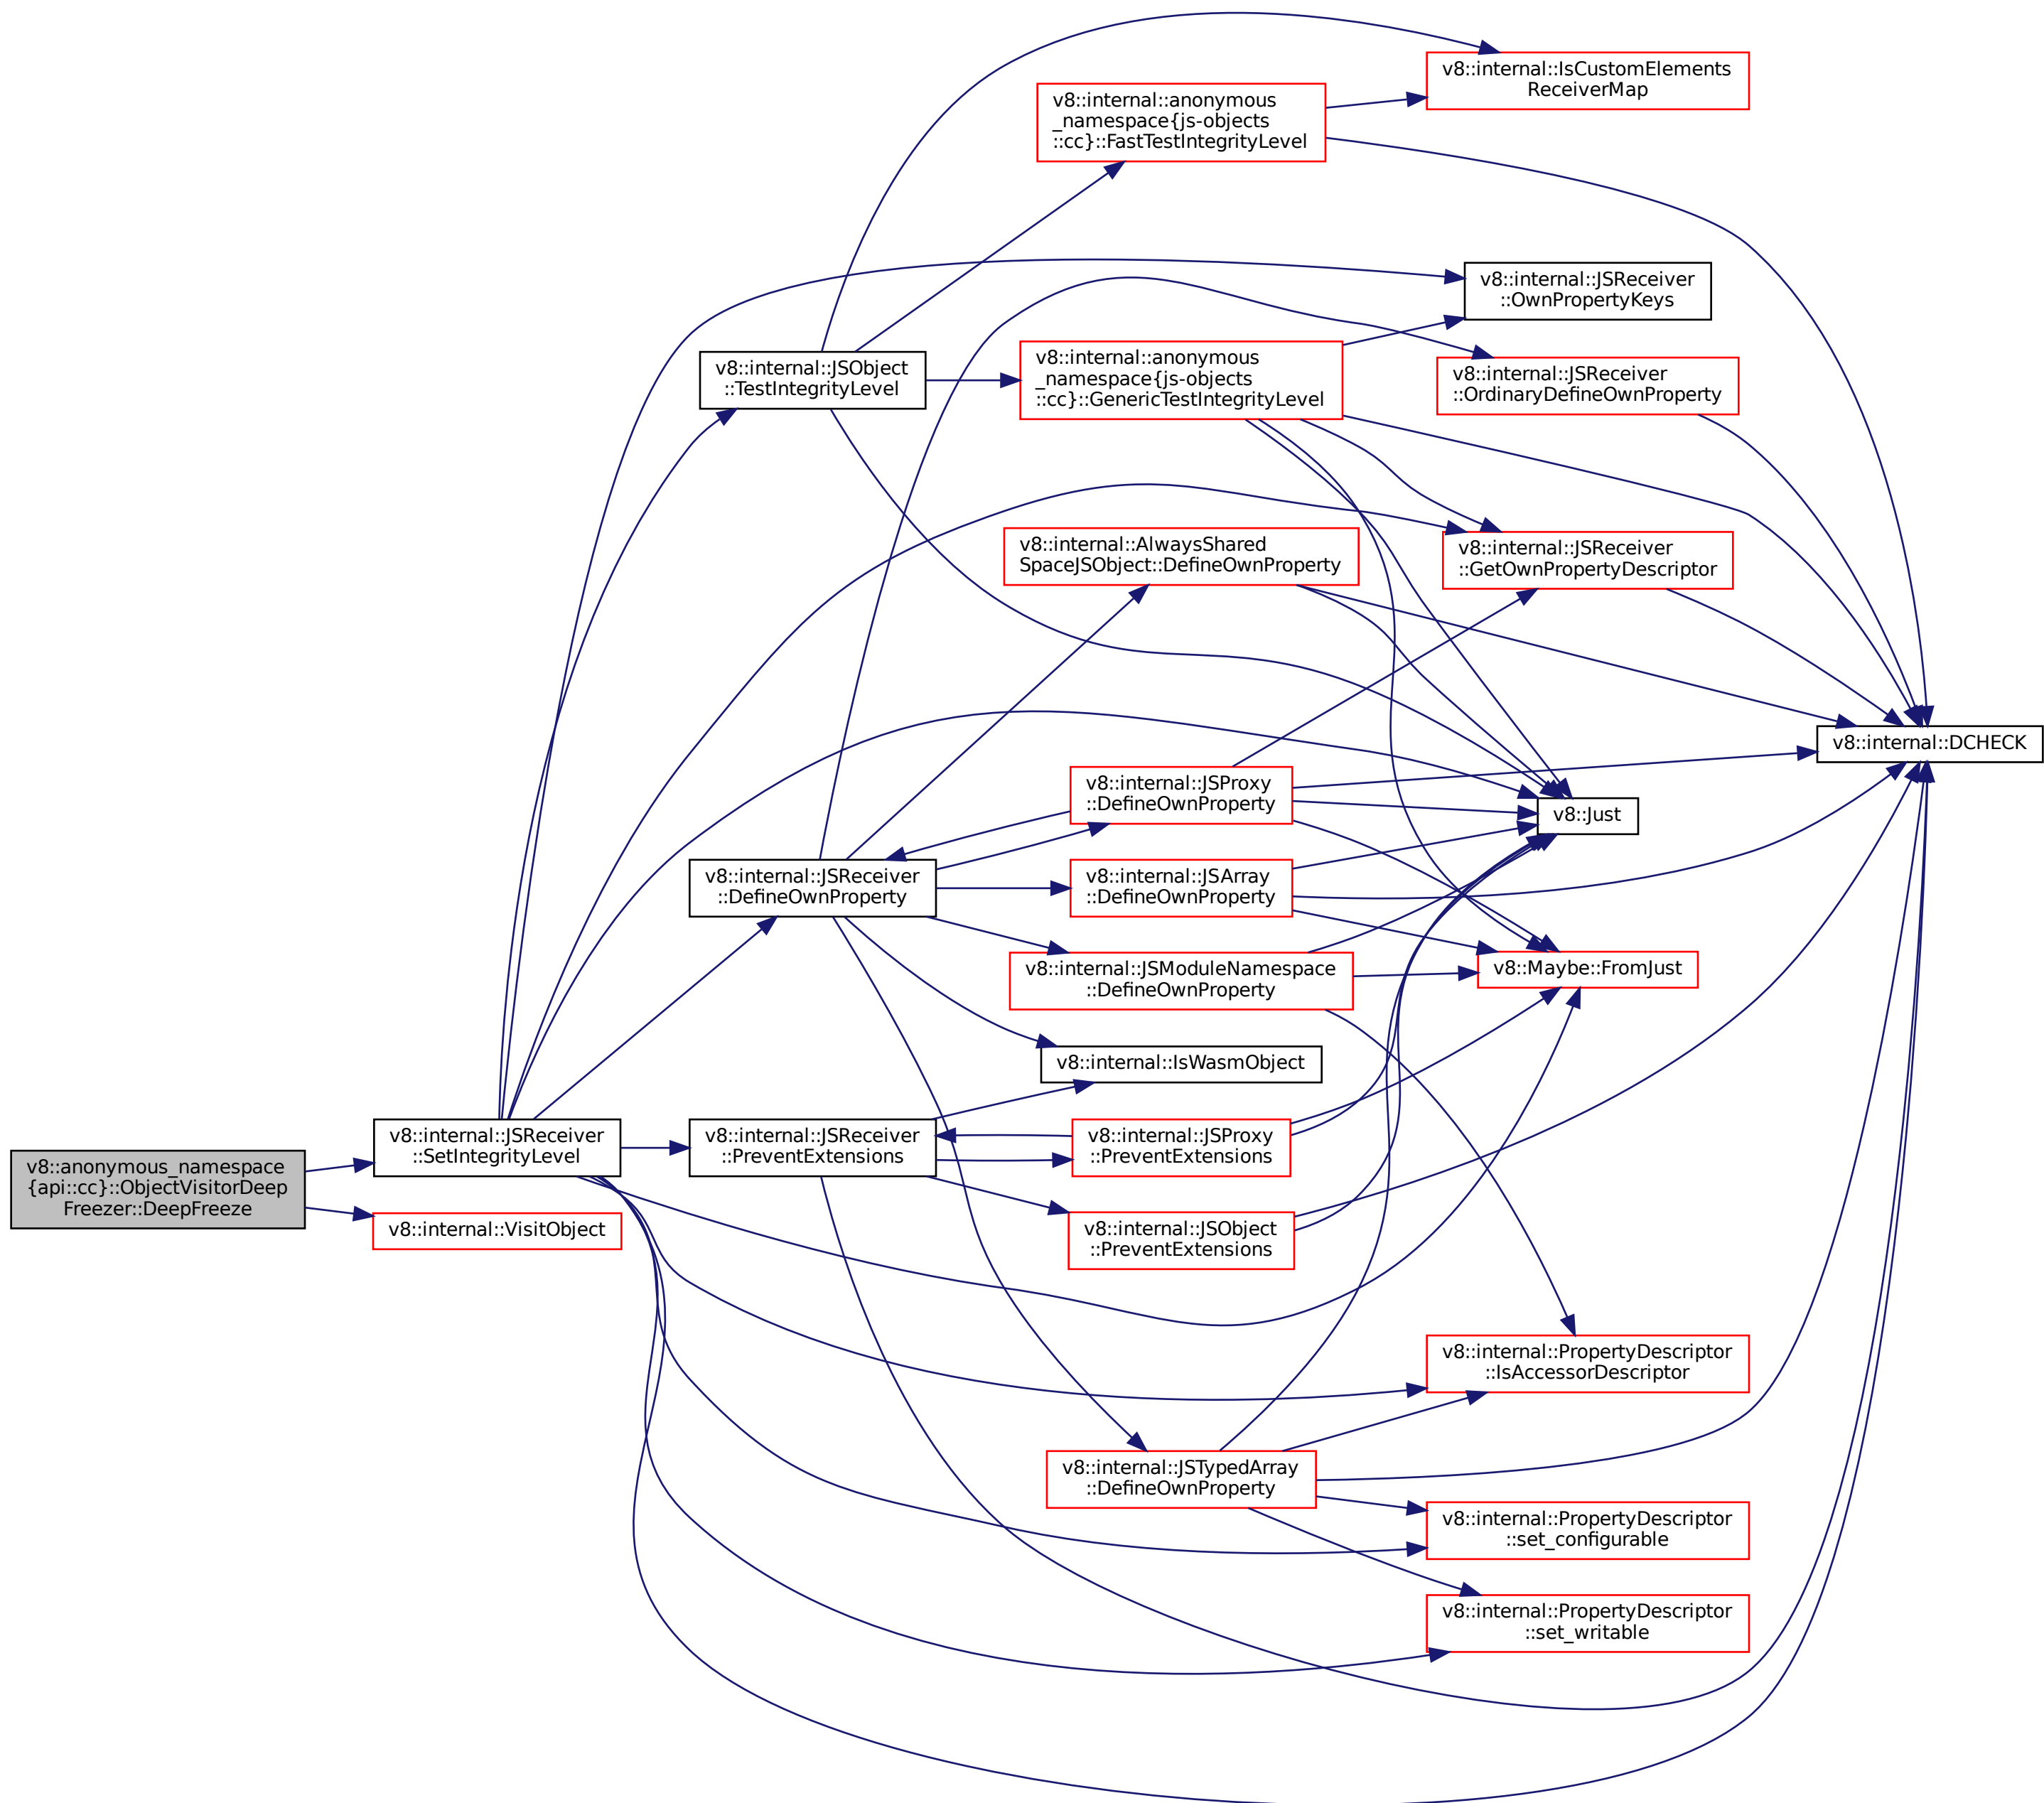 v8::internal::IsCustomElements
ReceiverMap
v8::internal::anonymous
_namespace{js-objects
::cc}::FastTestIntegrityLevel
v8::internal::JSReceiver
::OwnPropertyKeys
v8::internal::JSObject
::TestIntegrityLevel
v8::internal::anonymous
_namespace{js-objects
::cc}::GenericTestIntegrityLevel
v8::internal::JSReceiver
::OrdinaryDefineOwnProperty
v8::internal::AlwaysShared
SpaceJSObject::DefineOwnProperty
v8::internal::JSReceiver
::GetOwnPropertyDescriptor
v8::internal::DCHECK
v8::internal::JSProxy
::DefineOwnProperty
v8::Just
v8::internal::JSReceiver
::DefineOwnProperty
v8::internal::JSArray
::DefineOwnProperty
v8::internal::JSModuleNamespace
::DefineOwnProperty
v8::Maybe::FromJust
v8::internal::IsWasmObject
v8::anonymous_namespace
{api::cc}::ObjectVisitorDeep
Freezer::DeepFreeze
v8::internal::JSReceiver
::SetIntegrityLevel
v8::internal::JSReceiver
::PreventExtensions
v8::internal::JSProxy
::PreventExtensions
v8::internal::VisitObject
v8::internal::JSObject
::PreventExtensions
v8::internal::PropertyDescriptor
::IsAccessorDescriptor
v8::internal::JSTypedArray
::DefineOwnProperty
v8::internal::PropertyDescriptor
::set_configurable
v8::internal::PropertyDescriptor
::set_writable